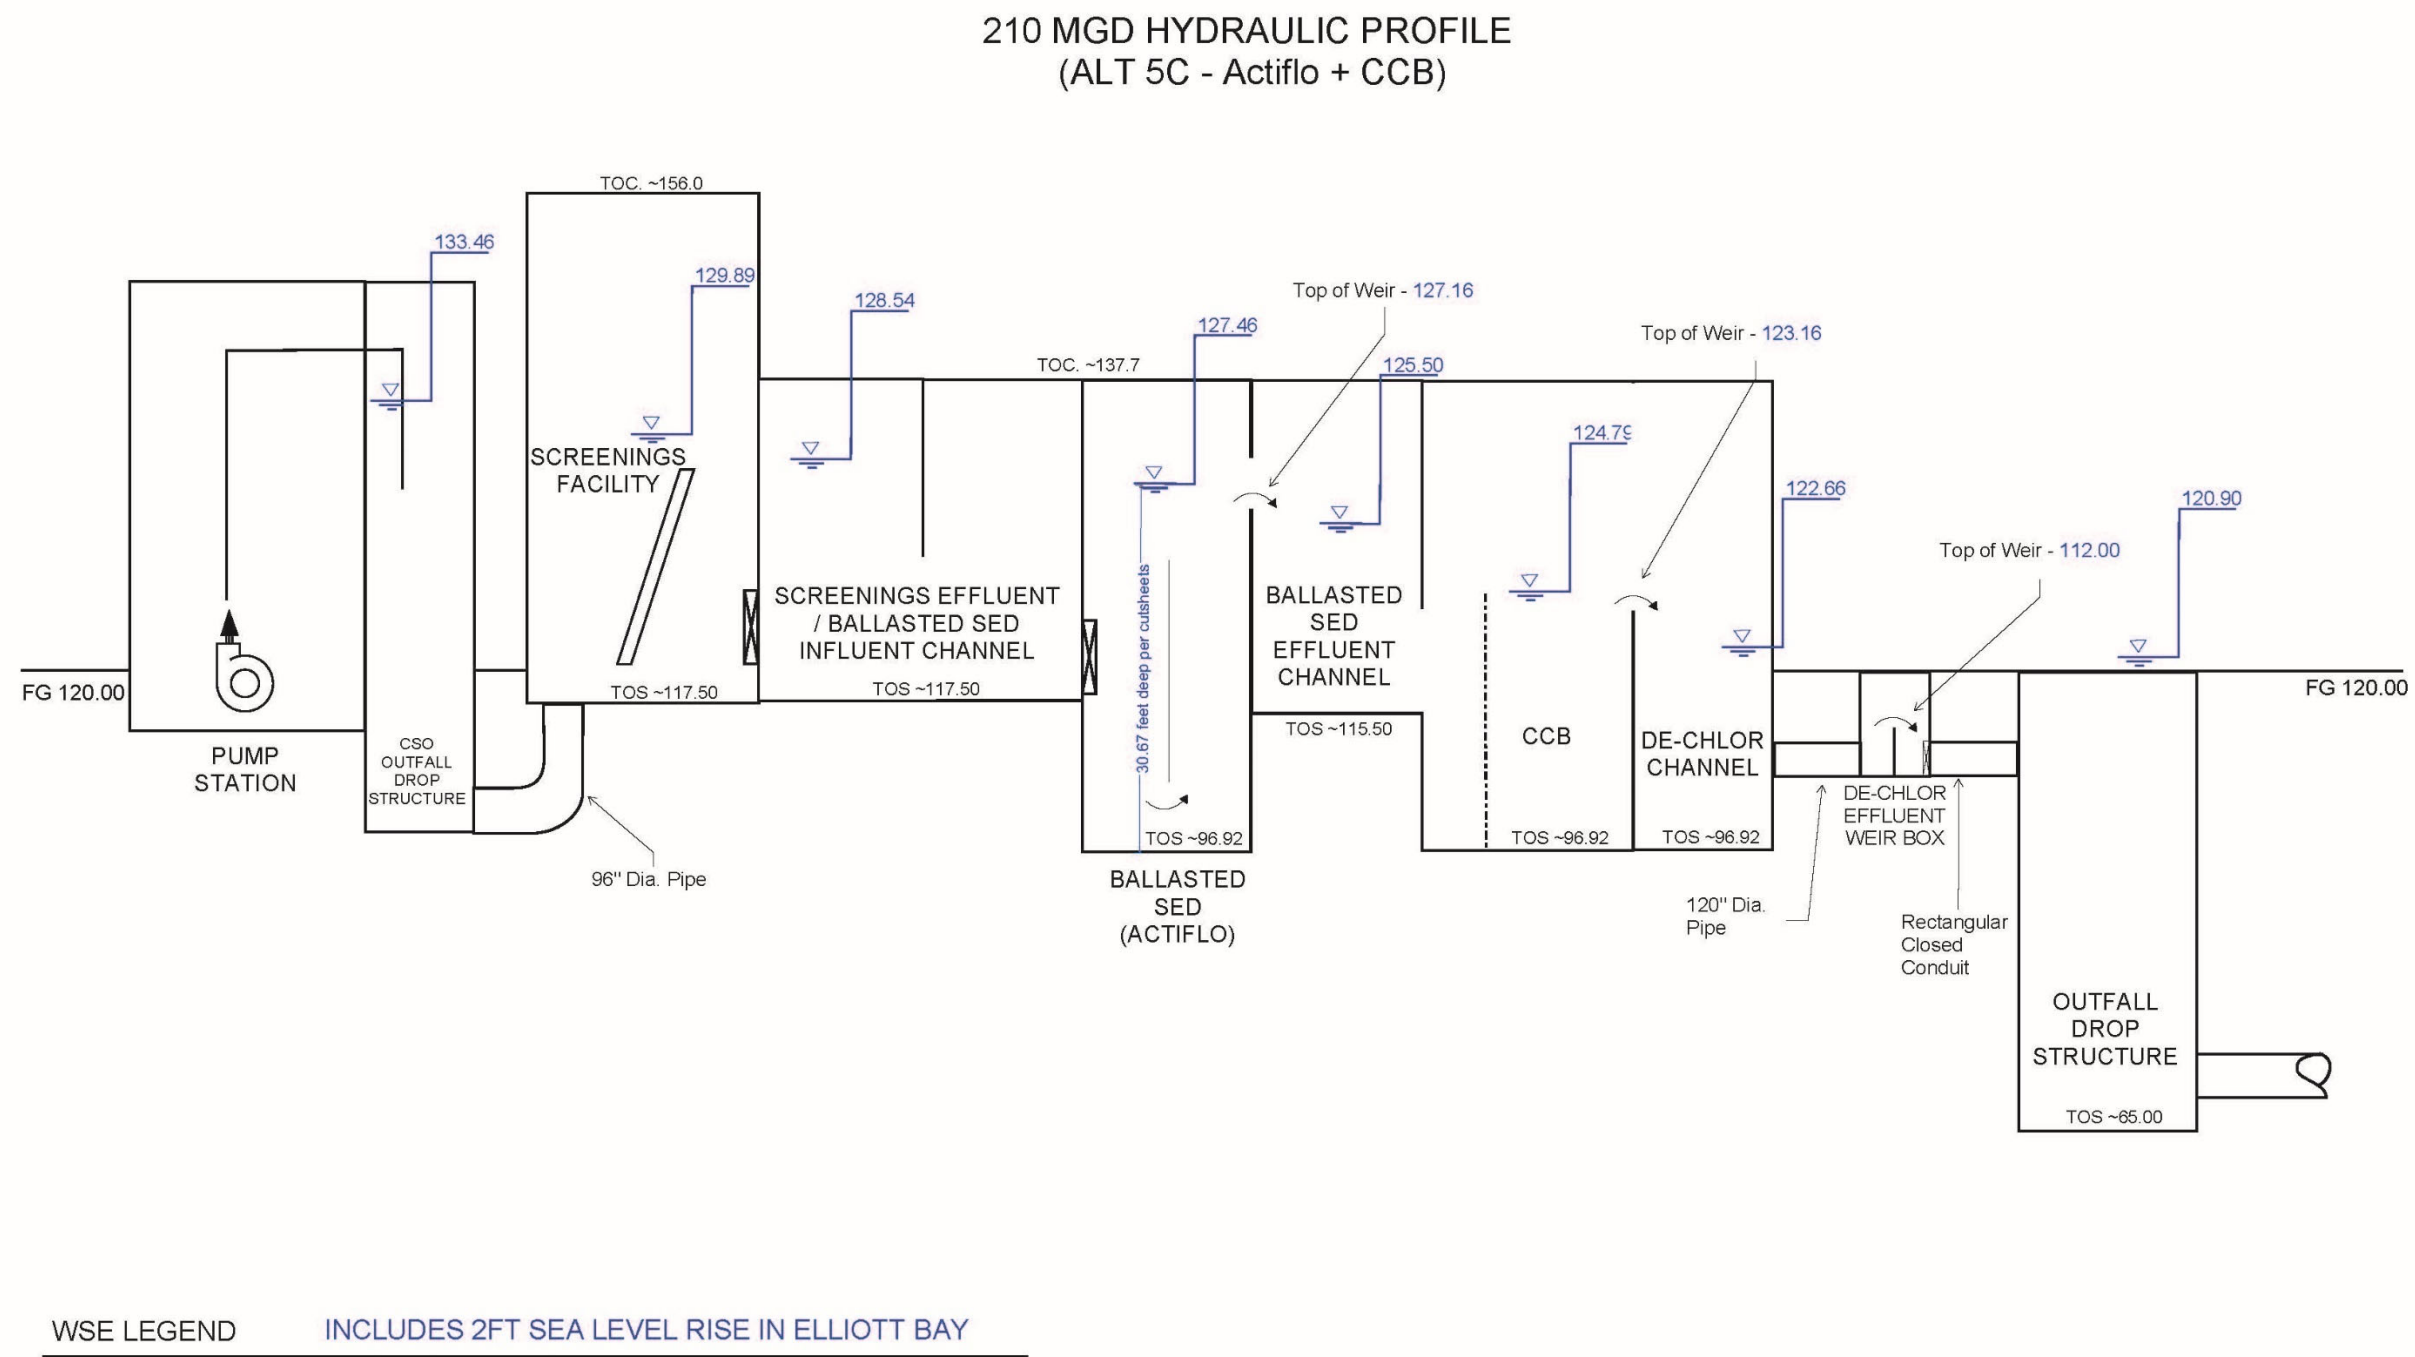 210 MGD HYDRAULIC PROFILE
(ALT 5C - Actiflo + CCB)
TOC. ~156.0
133.46
129.89
128.54
127.46
Top of Weir - 127.16
Top of Weir - 123.16
TOC. ~137.7
125.50
124.79
122.66
120.90
Top of Weir - 112.00
SCREENINGS
FACILITY
30.67 feet deep per cutsheets
SCREENINGS EFFLUENT
/ BALLASTED SED
INFLUENT CHANNEL
BALLASTED
SED
EFFLUENT
CHANNEL
FG 120.00
TOS ~117.50
TOS ~117.50
FG 120.00
TOS ~115.50
CCB
DE-CHLOR
CHANNEL
PUMP
STATION
CSO
OUTFALL
DROP
STRUCTURE
DE-CHLOR
EFFLUENT
WEIR BOX
TOS ~96.92
TOS ~96.92
TOS ~96.92
96" Dia. Pipe
BALLASTED
SED
(ACTIFLO)
120" Dia.
Pipe
Rectangular
Closed
Conduit
OUTFALL
DROP
STRUCTURE
TOS ~65.00
WSE LEGEND
INCLUDES 2FT SEA LEVEL RISE IN ELLIOTT BAY